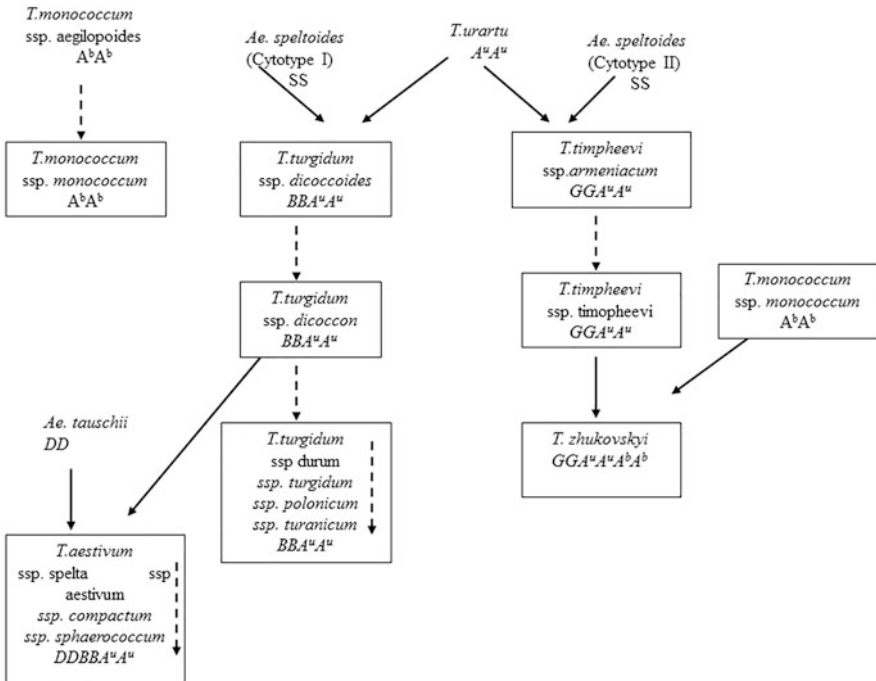 T.monococcum
ssp. aegilopoides
AᵇAᵇ
Ae. speltoides
(Cytotype I)
SS
T.urartu
AᵘAᵘ
Ae. speltoides
(Cytotype II)
SS
T.monococcum
ssp. monococcum
AᵇAᵇ
T.turgidum
ssp. dicoccoides
BBAᵘAᵘ
T.timpheevi
ssp.armeniacum
GGAᵘAᵘ
T.turgidum
ssp. dicoccon
BBAᵘAᵘ
T.timpheevi
ssp. timopheevi
GGAᵘAᵘ
T.monococcum
ssp. monococcum
AᵇAᵇ
Ae. tauschii
DD
T.turgidum
ssp durum
ssp. turgidum
ssp. polonicum
ssp. turanicum
BBAᵘAᵘ
T. zhukovskyi
GGAᵘAᵘAᵇAᵇ
T.aestivum
ssp. spelta ssp
aestivum
ssp. compactum
ssp. sphaerococcum
DDBBAᵘAᵘ